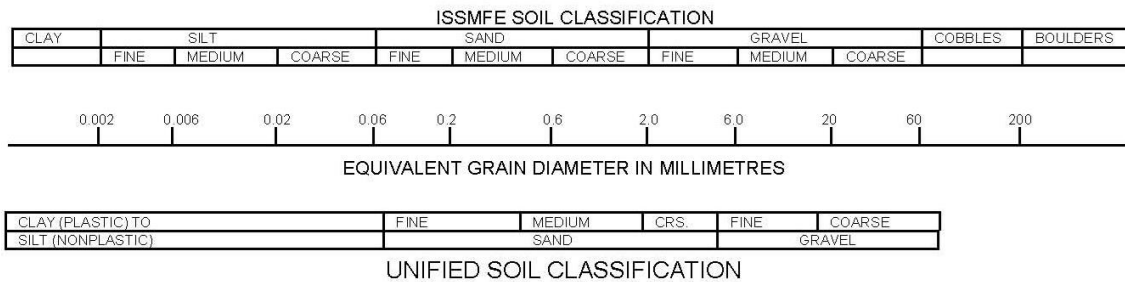 ISSMFE SOIL CLASSIFICATION
CLAY SILT SAND GRAVEL COBBLES BOULDERS
FINE MEDIUM COARSE FINE MEDIUM COARSE FINE MEDIUM COARSE
0.002 0.006 0.02 0.06 0.2 0.6 2.0 6.0 20 60 200
EQUIVALENT GRAIN DIAMETER IN MILLIMETRES
CLAY (PLASTIC) TO FINE MEDIUM CRS. FINE COARSE
SILT (NONPLASTIC) SAND GRAVEL
UNIFIED SOIL CLASSIFICATION